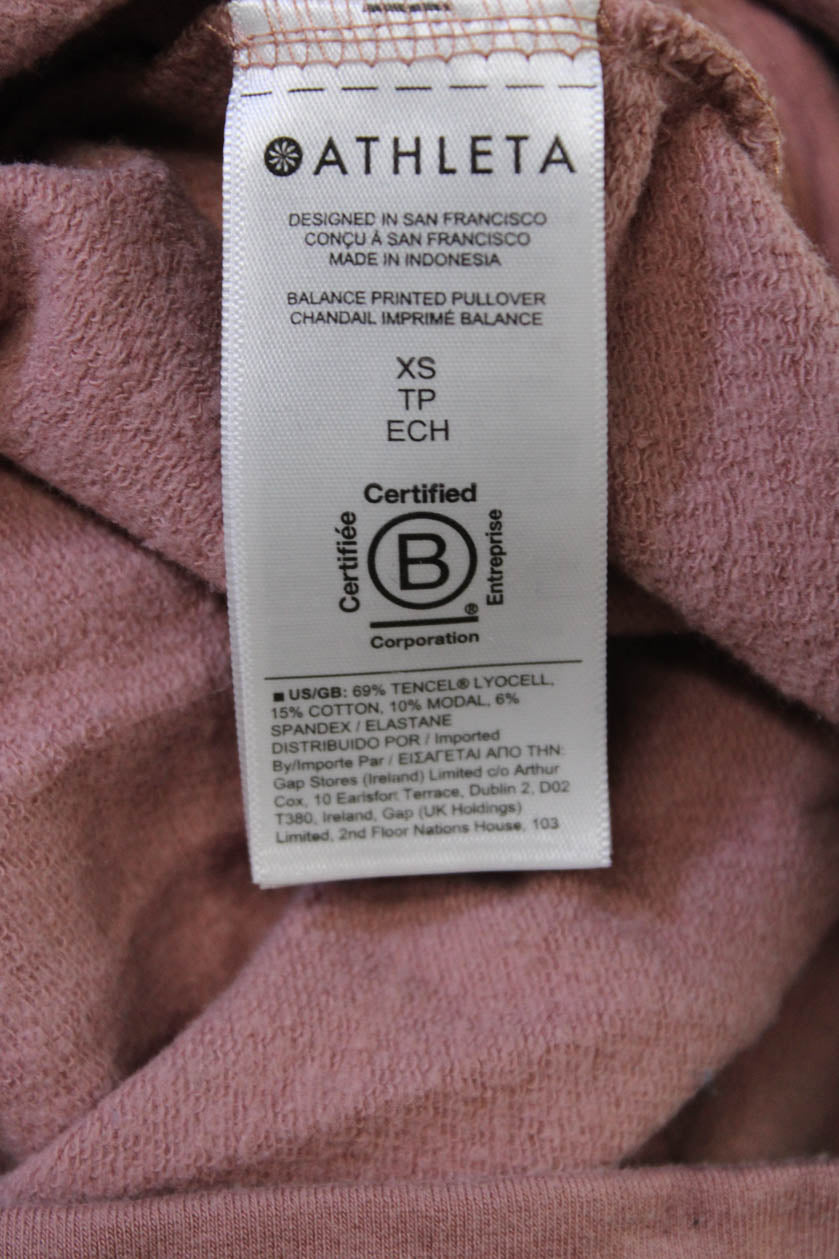 ATHLETA
DESIGNED IN SAN FRANCISCO
CONÇU À SAN FRANCISCO
MADE IN INDONESIA
BALANCE PRINTED PULLOVER
CHANDAIL IMPRIMÉ BALANCE
XS
TP
ECH
Certified
Certifiée
B
Entreprise
®
Corporation
■ US/GB: 69% TENCEL® LYOCELL,
15% COTTON, 10% MODAL, 6%
SPANDEX / ELASTANE
DISTRIBUIDO POR / Imported
By/Importe Par / ΕΙΣΑΓΕΤΑΙ ΑΠΟ ΤΗΝ:
Gap Stores (Ireland) Limited c/o Arthur
Cox, 10 Earlsfort Terrace, Dublin 2, D02
T380, Ireland, Gap (UK Holdings)
Limited, 2nd Floor Nations House, 103